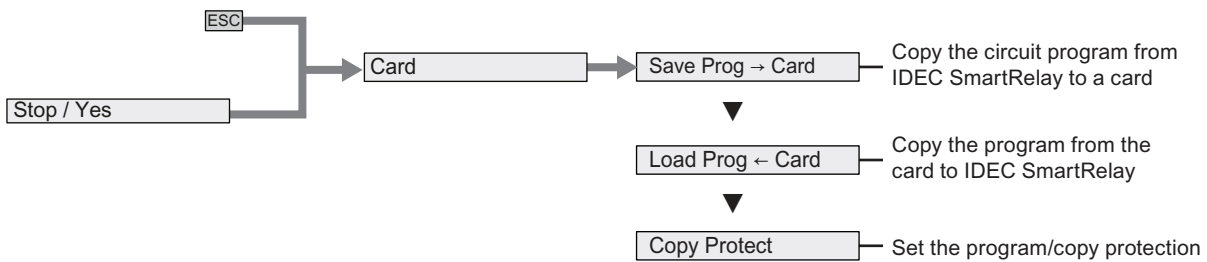 ESC
Stop / Yes
Card
Save Prog → Card
Copy the circuit program from
IDEC SmartRelay to a card
Load Prog ← Card
Copy the program from the
card to IDEC SmartRelay
Copy Protect
Set the program/copy protection